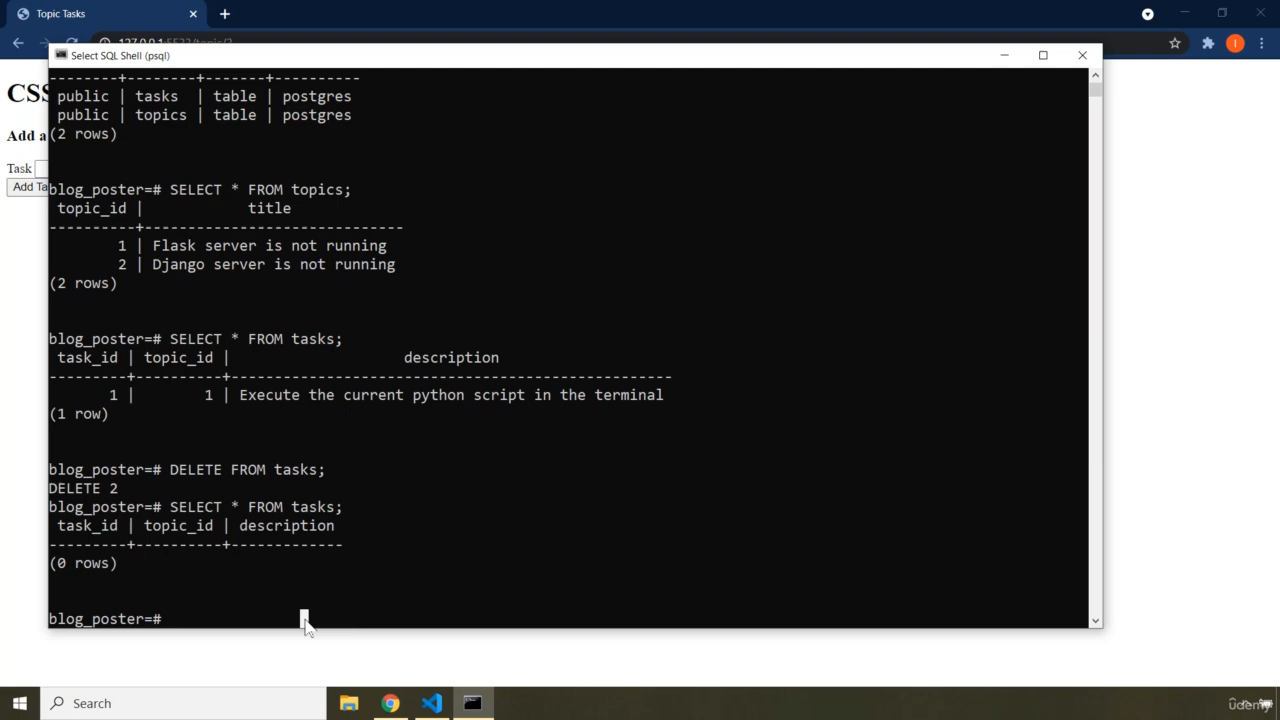 Topic Tasks
Select SQL Shell (psql)
CSS
Add a
Task
Add Ta
--------+--------+-------+----------
public | tasks | table | postgres
public | topics | table | postgres
(2 rows)
blog_poster=# SELECT * FROM topics;
topic_id | title
----------+------------------------------
1 | Flask server is not running
2 | Django server is not running
(2 rows)
blog_poster=# SELECT * FROM tasks;
task_id | topic_id | description
---------+----------+---------------------------------------------------
1 | 1 | Execute the current python script in the terminal
(1 row)
blog_poster=# DELETE FROM tasks;
DELETE 2
blog_poster=# SELECT * FROM tasks;
task_id | topic_id | description
---------+----------+-------------
(0 rows)
blog_poster=#
Search
udemy